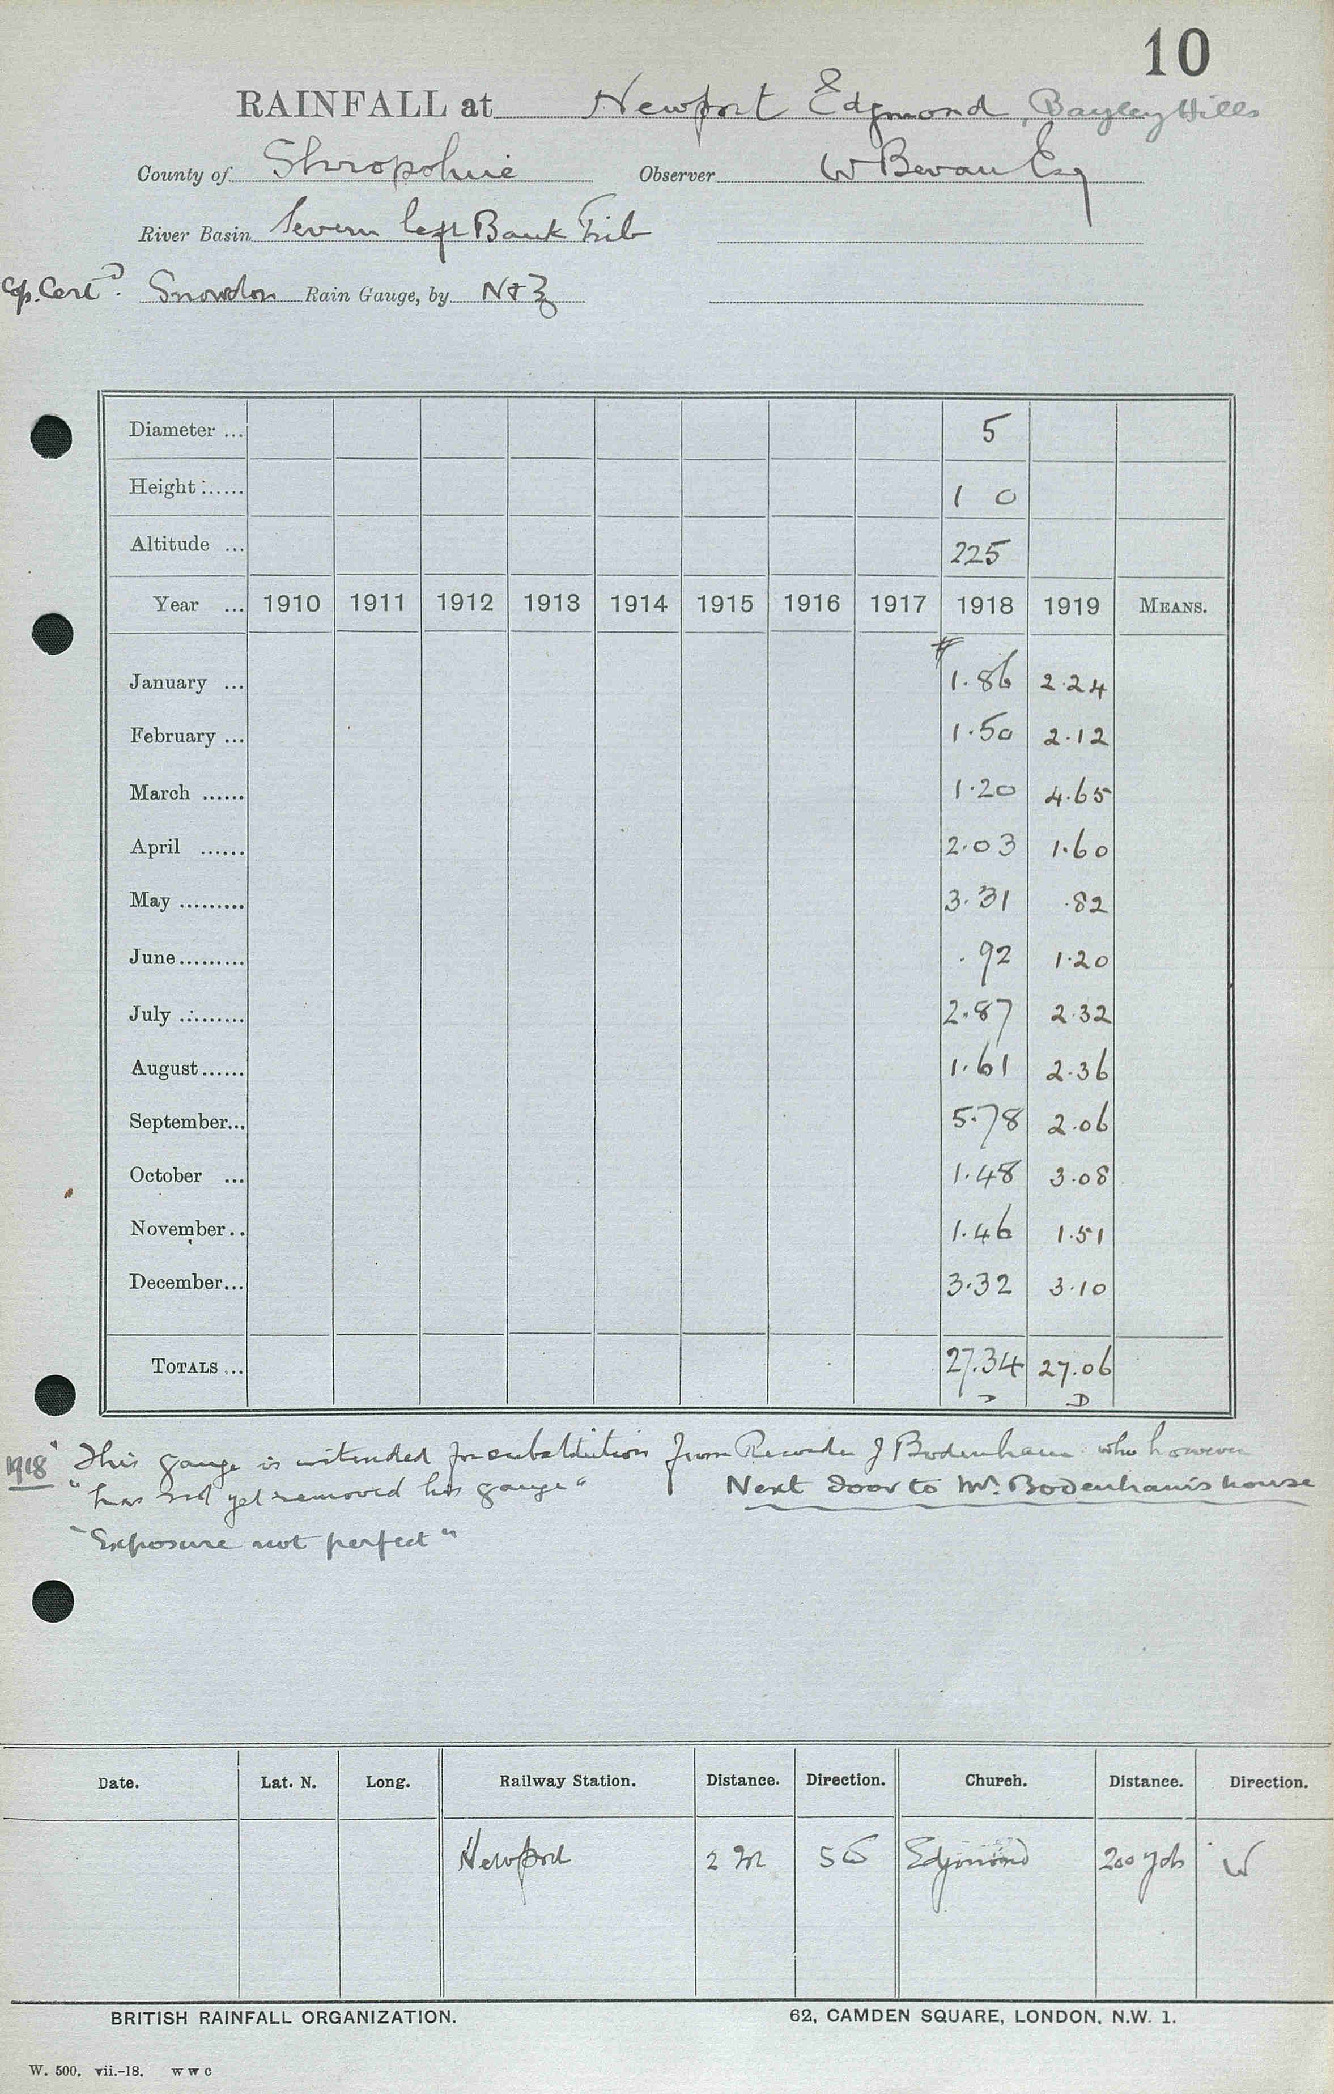 10
RAINFALL at Newport Edgmond, Bayley Hills
County of Shropshire Observer W Bevan Esq
River Basin Severn left Bank Trib
Cop. Cert^d. Snowdon Rain Gauge, by N & Z
Diameter ... 5
Height ...... 1 0
Altitude ... 225
Year ... 1910 1911 1912 1913 1914 1915 1916 1917 1918 1919 MEANS.
January ... 1.86 2.24
February ... 1.50 2.12
March ...... 1.20 4.65
April ...... 2.03 1.60
May ......... 3.31 .82
June ......... .92 1.20
July ......... 2.87 2.32
August ...... 1.61 2.36
September... 5.78 2.06
October ... 1.48 3.08
November .. 1.46 1.51
December... 3.32 3.10
TOTALS ... 27.34 27.06
D D
1918 "This gauge is intended for substitution from Recorder J Bodenham who however
"has not yet removed his gauge" Next door to Mr. Bodenham's house
"Exposure not perfect"
Date. Lat. N. Long. Railway Station. Distance. Direction. Church. Distance. Direction.
Newport 2 m SE Edgmond 200 yds W
BRITISH RAINFALL ORGANIZATION. 62, CAMDEN SQUARE, LONDON, N.W. 1.
W. 500. vii.-18. W W C